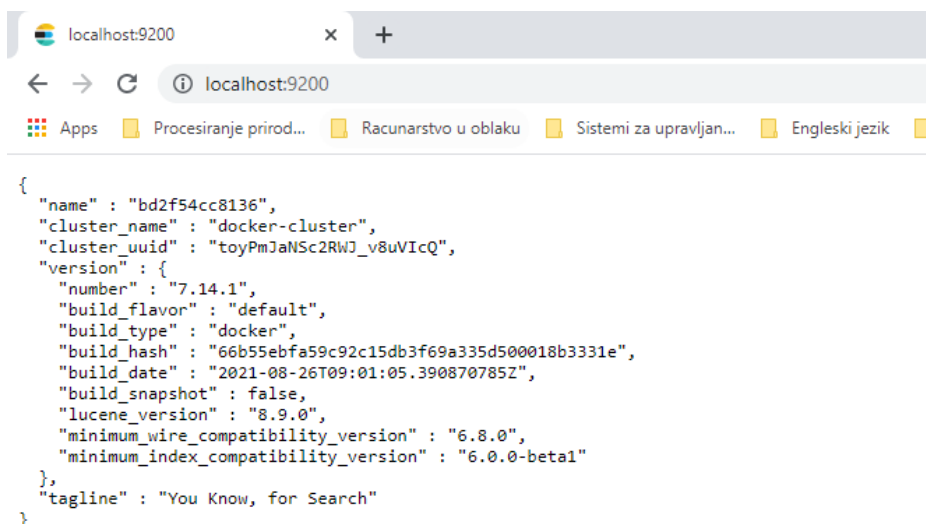 localhost:9200
localhost:9200
Apps Procesiranje prirod... Racunarstvo u oblaku Sistemi za upravljan... Engleski jezik
{
  "name" : "bd2f54cc8136",
  "cluster_name" : "docker-cluster",
  "cluster_uuid" : "toyPmJaNSc2RWJ_v8uVIcQ",
  "version" : {
    "number" : "7.14.1",
    "build_flavor" : "default",
    "build_type" : "docker",
    "build_hash" : "66b55ebfa59c92c15db3f69a335d500018b3331e",
    "build_date" : "2021-08-26T09:01:05.390870785Z",
    "build_snapshot" : false,
    "lucene_version" : "8.9.0",
    "minimum_wire_compatibility_version" : "6.8.0",
    "minimum_index_compatibility_version" : "6.0.0-beta1"
  },
  "tagline" : "You Know, for Search"
}